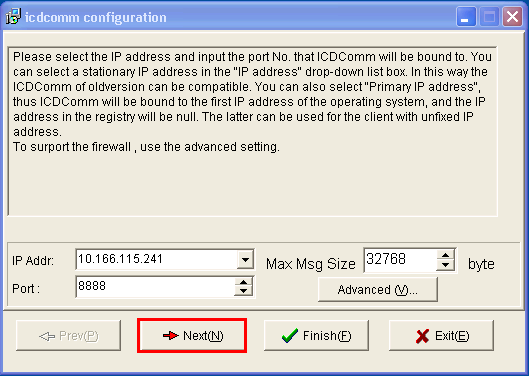 icdcomm configuration
Please select the IP address and input the port No. that ICDComm will be bound to. You
can select a stationary IP address in the "IP address" drop-down list box. In this way the
ICDComm of oldversion can be compatible. You can also select "Primary IP address",
thus ICDComm will be bound to the first IP address of the operating system, and the IP
address in the registry will be null. The latter can be used for the client with unfixed IP
address.
To surport the firewall , use the advanced setting.
IP Addr: 10.166.115.241 Max Msg Size 32768 byte
Port : 8888 Advanced (V)...
Prev(P) Next(N) Finish(F) Exit(E)